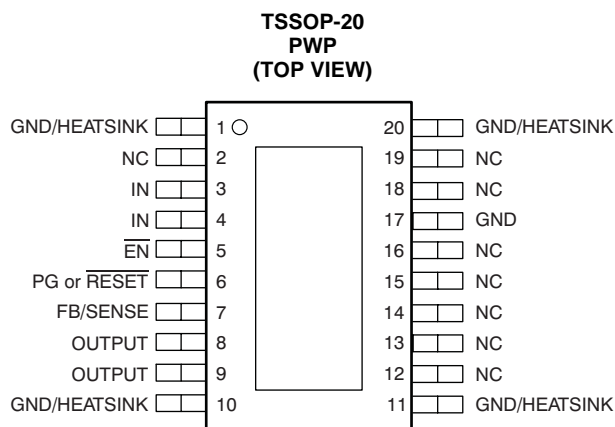 TSSOP-20
PWP
(TOP VIEW)
GND/HEATSINK 1 20 GND/HEATSINK
NC 2 19 NC
IN 3 18 NC
IN 4 17 GND
E̅N̅ 5 16 NC
PG or R̅E̅S̅E̅T̅ 6 15 NC
FB/SENSE 7 14 NC
OUTPUT 8 13 NC
OUTPUT 9 12 NC
GND/HEATSINK 10 11 GND/HEATSINK